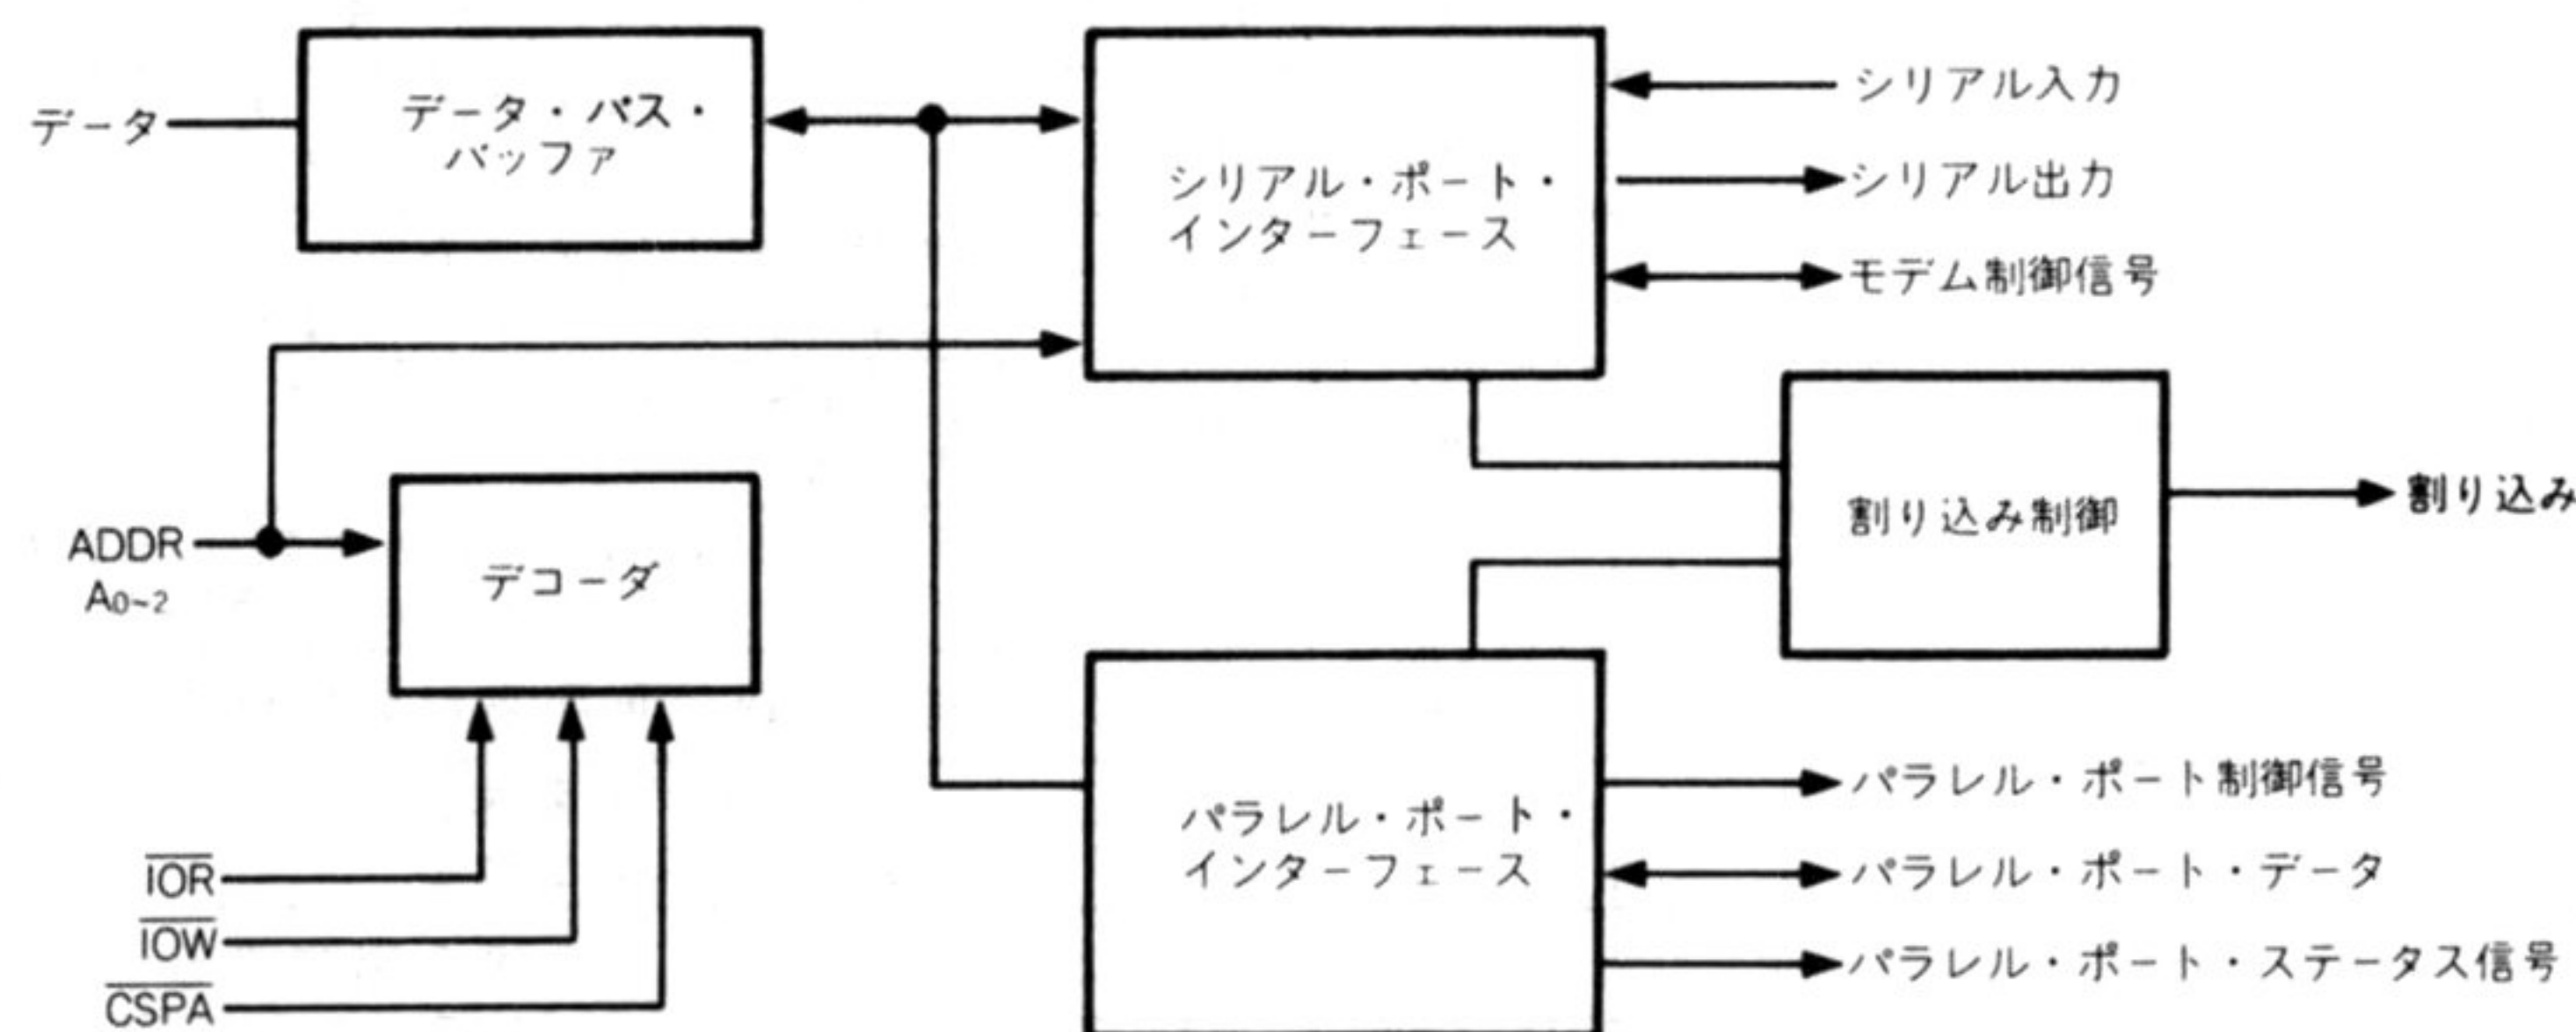 データ
データ・バス・
バッファ
シリアル・ポート・
インターフェース
シリアル入力
シリアル出力
モデム制御信号
ADDR
A0~2
デコーダ
割り込み制御
割り込み
IOR
IOW
CSPA
パラレル・ポート・
インターフェース
パラレル・ポート制御信号
パラレル・ポート・データ
パラレル・ポート・ステータス信号